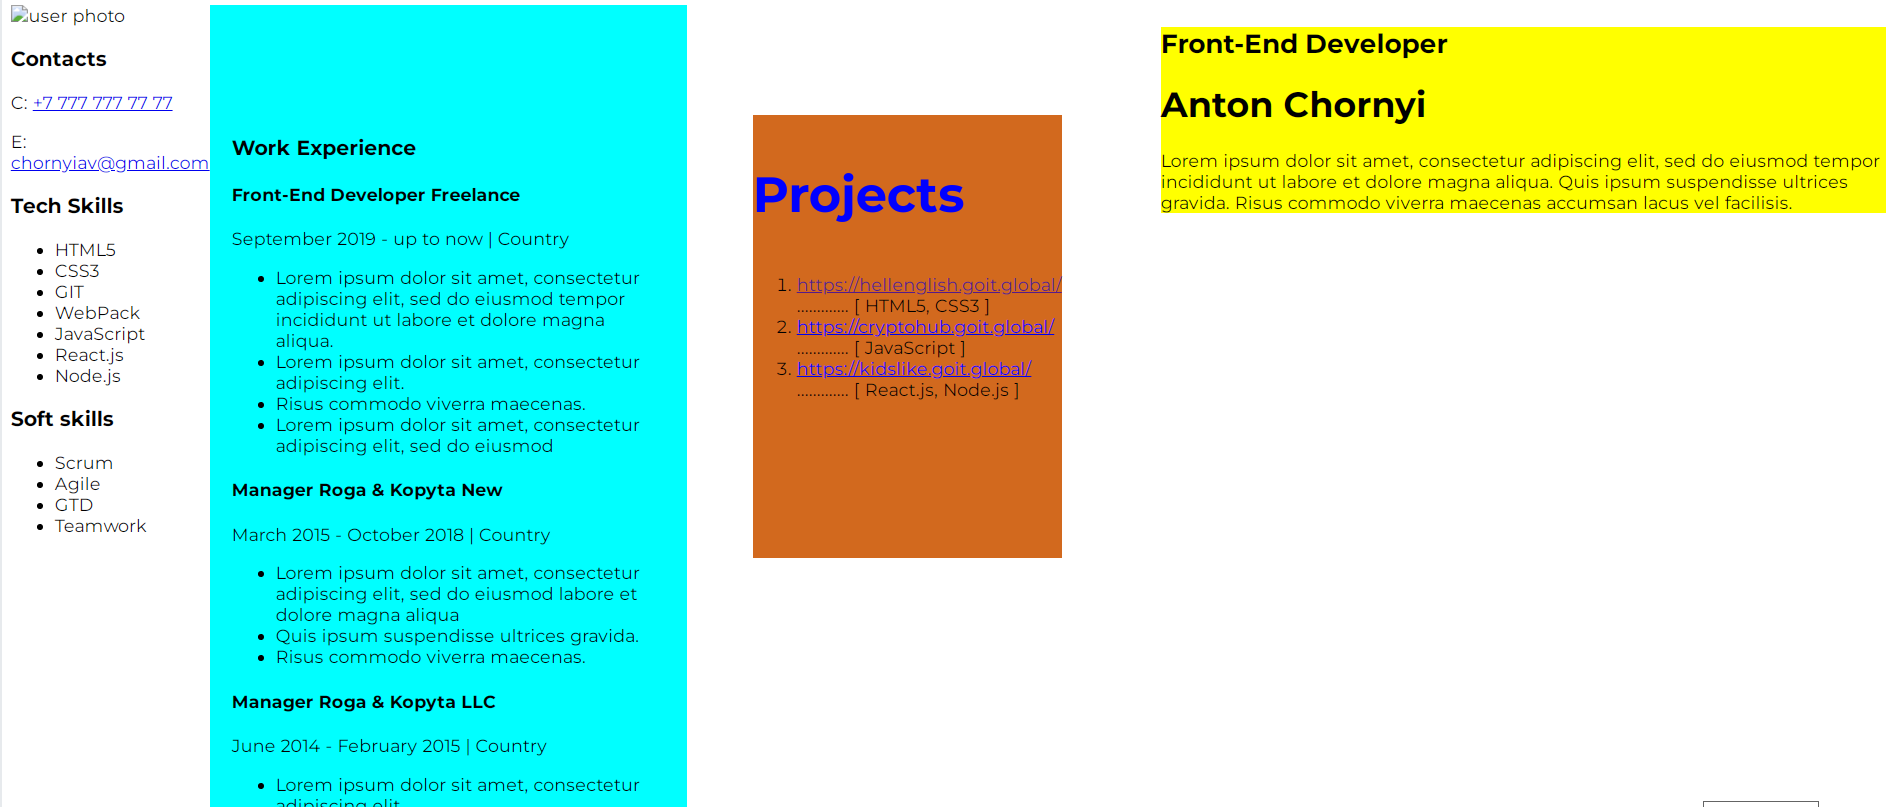 user photo
Contacts
C: +7 777 777 77 77
E:
chornyiav@gmail.com
Tech Skills
HTML5
CSS3
GIT
WebPack
JavaScript
React.js
Node.js
Soft skills
Scrum
Agile
GTD
Teamwork
Work Experience
Front-End Developer Freelance
September 2019 - up to now | Country
Lorem ipsum dolor sit amet, consectetur
adipiscing elit, sed do eiusmod tempor
incididunt ut labore et dolore magna
aliqua.
Lorem ipsum dolor sit amet, consectetur
adipiscing elit.
Risus commodo viverra maecenas.
Lorem ipsum dolor sit amet, consectetur
adipiscing elit, sed do eiusmod
Manager Roga & Kopyta New
March 2015 - October 2018 | Country
Lorem ipsum dolor sit amet, consectetur
adipiscing elit, sed do eiusmod labore et
dolore magna aliqua
Quis ipsum suspendisse ultrices gravida.
Risus commodo viverra maecenas.
Manager Roga & Kopyta LLC
June 2014 - February 2015 | Country
Lorem ipsum dolor sit amet, consectetur
adipiscing elit
Projects
1. https://hellenglish.goit.global/
............. [ HTML5, CSS3 ]
2. https://cryptohub.goit.global/
............. [ JavaScript ]
3. https://kidslike.goit.global/
............. [ React.js, Node.js ]
Front-End Developer
Anton Chornyi
Lorem ipsum dolor sit amet, consectetur adipiscing elit, sed do eiusmod tempor
incididunt ut labore et dolore magna aliqua. Quis ipsum suspendisse ultrices
gravida. Risus commodo viverra maecenas accumsan lacus vel facilisis.